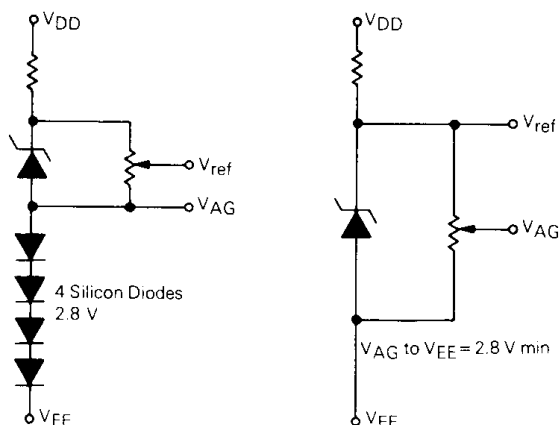 VDD
Vref
VAG
4 Silicon Diodes
2.8 V
VEE
VDD
Vref
VAG
VAG to VEE = 2.8 V min
VEE